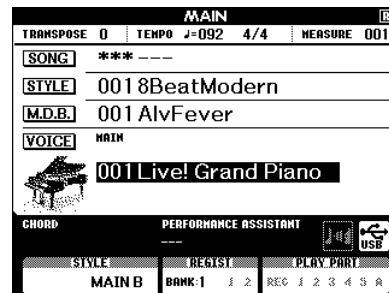 MAIN
TRANSPOSE 0 TEMPO ♩=092 4/4 MEASURE 001
SONG *** ---
STYLE 001 8BeatModern
M.D.B. 001 AlvFever
VOICE MAIN
001 Live! Grand Piano
CHORD PERFORMANCE ASSISTANT
---
USB
STYLE REGIST PLAY PART
MAIN B BANK:1 1 2 REC 1 2 3 4 5 A